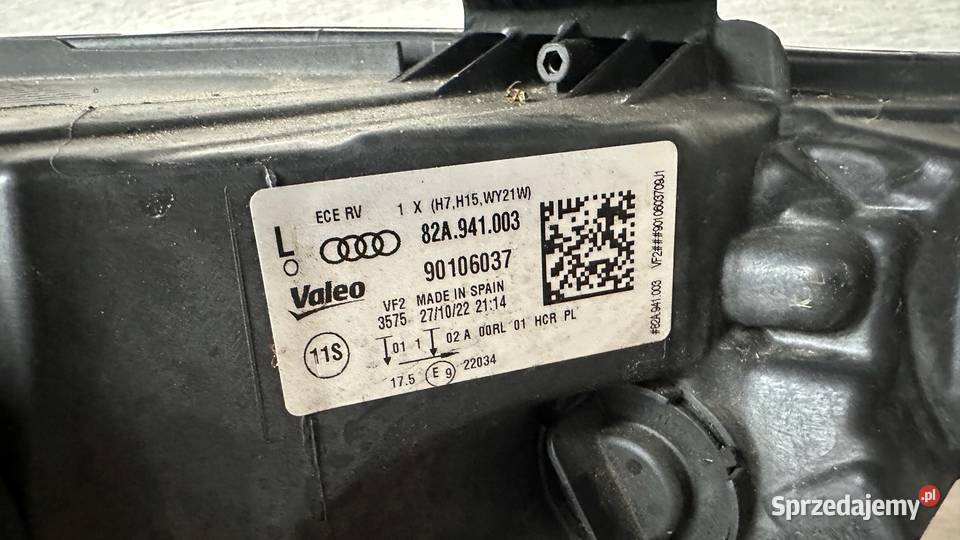 ECE RV 1 X (H7,H15,WY21W)
L
82A.941.003
90106037
Valeo
VF2 MADE IN SPAIN
3575 27/10/22 21:14
11S
01 1 02 A 00RL 01 HCR PL
17.5 E 9 22034
#82A.941.003 VF2###9010603709J1
Sprzedajemy.pl